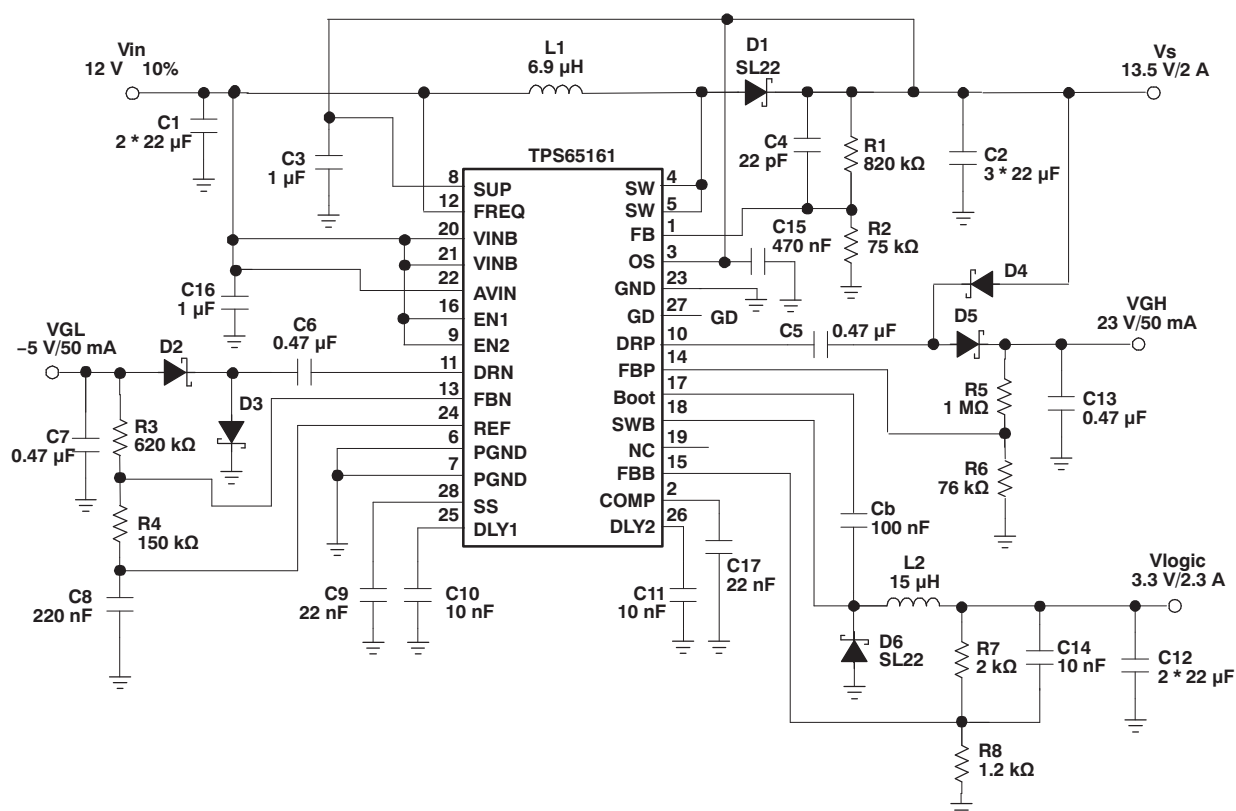 Vin
12 V 10%
C1
2 * 22 µF
L1
6.9 µH
D1
SL22
Vs
13.5 V/2 A
C3
1 µF
C4
22 pF
R1
820 kΩ
C2
3 * 22 µF
R2
75 kΩ
C15
470 nF
TPS65161
8 SUP
12 FREQ
20 VINB
21 VINB
22 AVIN
16 EN1
9 EN2
11 DRN
13 FBN
24 REF
6 PGND
7 PGND
28 SS
25 DLY1
SW 4
SW 5
FB 1
OS 3
GND 23
GD 27
GD
DRP 10
FBP 14
Boot 17
SWB 18
NC 19
FBB 15
COMP 2
DLY2 26
C16
1 µF
VGL
–5 V/50 mA
D2
C6
0.47 µF
D3
C7
0.47 µF
R3
620 kΩ
R4
150 kΩ
C8
220 nF
C9
22 nF
C10
10 nF
C11
10 nF
C17
22 nF
D4
D5
C5
0.47 µF
VGH
23 V/50 mA
R5
1 MΩ
C13
0.47 µF
R6
76 kΩ
Cb
100 nF
L2
15 µH
Vlogic
3.3 V/2.3 A
D6
SL22
R7
2 kΩ
C14
10 nF
C12
2 * 22 µF
R8
1.2 kΩ